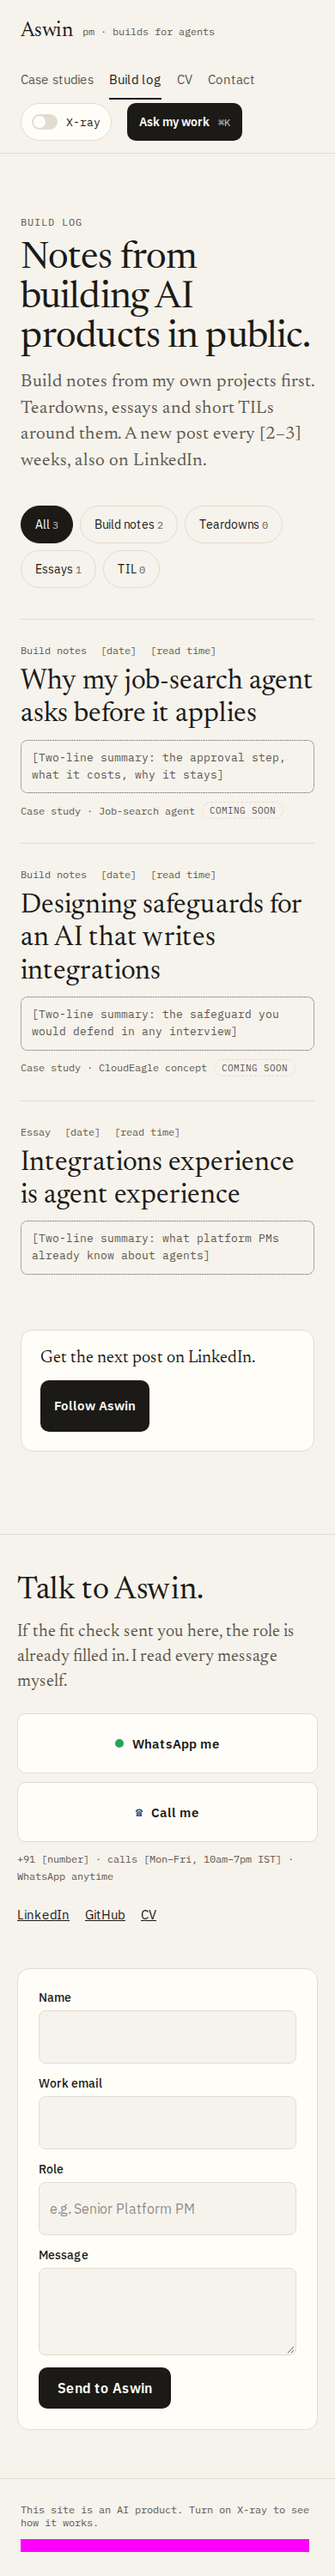 Aswin pm · builds for agents
Case studies Build log CV Contact
X-ray Ask my work ⌘K
BUILD LOG
Notes from
building AI
products in public.
Build notes from my own projects first.
Teardowns, essays and short TILs
around them. A new post every [2–3]
weeks, also on LinkedIn.
All 3 Build notes 2 Teardowns 0
Essays 1 TIL 0
Build notes [date] [read time]
Why my job-search agent
asks before it applies
[Two-line summary: the approval step,
what it costs, why it stays]
Case study · Job-search agent COMING SOON
Build notes [date] [read time]
Designing safeguards for
an AI that writes
integrations
[Two-line summary: the safeguard you
would defend in any interview]
Case study · CloudEagle concept COMING SOON
Essay [date] [read time]
Integrations experience
is agent experience
[Two-line summary: what platform PMs
already know about agents]
Get the next post on LinkedIn.
Follow Aswin
Talk to Aswin.
If the fit check sent you here, the role is
already filled in. I read every message
myself.
WhatsApp me
☎ Call me
+91 [number] · calls [Mon–Fri, 10am–7pm IST] ·
WhatsApp anytime
LinkedIn GitHub CV
Name
Work email
Role
e.g. Senior Platform PM
Message
Send to Aswin
This site is an AI product. Turn on X-ray to see
how it works.